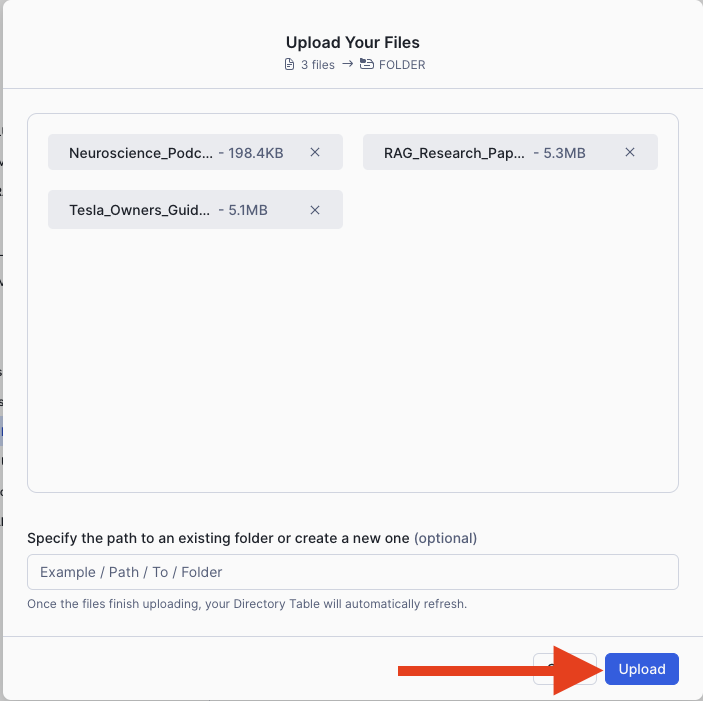 Upload Your Files
3 files → FOLDER
Neuroscience_Podc... - 198.4KB
RAG_Research_Pap... - 5.3MB
Tesla_Owners_Guid... - 5.1MB
Specify the path to an existing folder or create a new one (optional)
Example / Path / To / Folder
Once the files finish uploading, your Directory Table will automatically refresh.
Upload